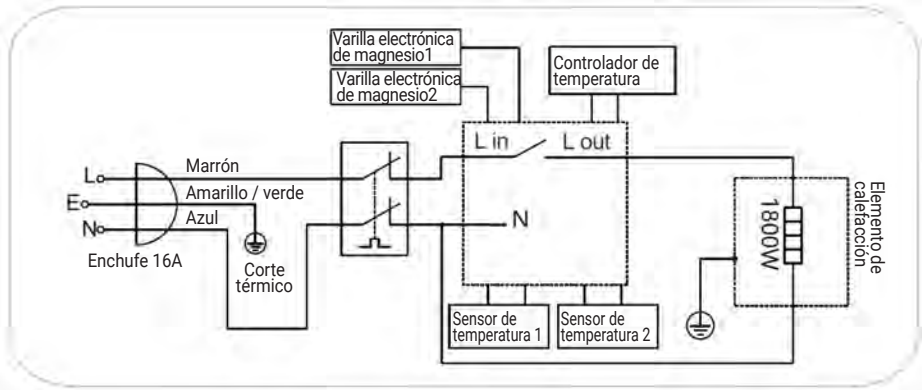 Varilla electrónica
de magnesio1
Varilla electrónica
de magnesio2
Controlador de
temperatura
L in
L out
L
Marrón
Amarillo / verde
E
N
Azul
N
Enchufe 16A
Corte
térmico
1800W
Elemento de
calefacción
Sensor de
temperatura 1
Sensor de
temperatura 2